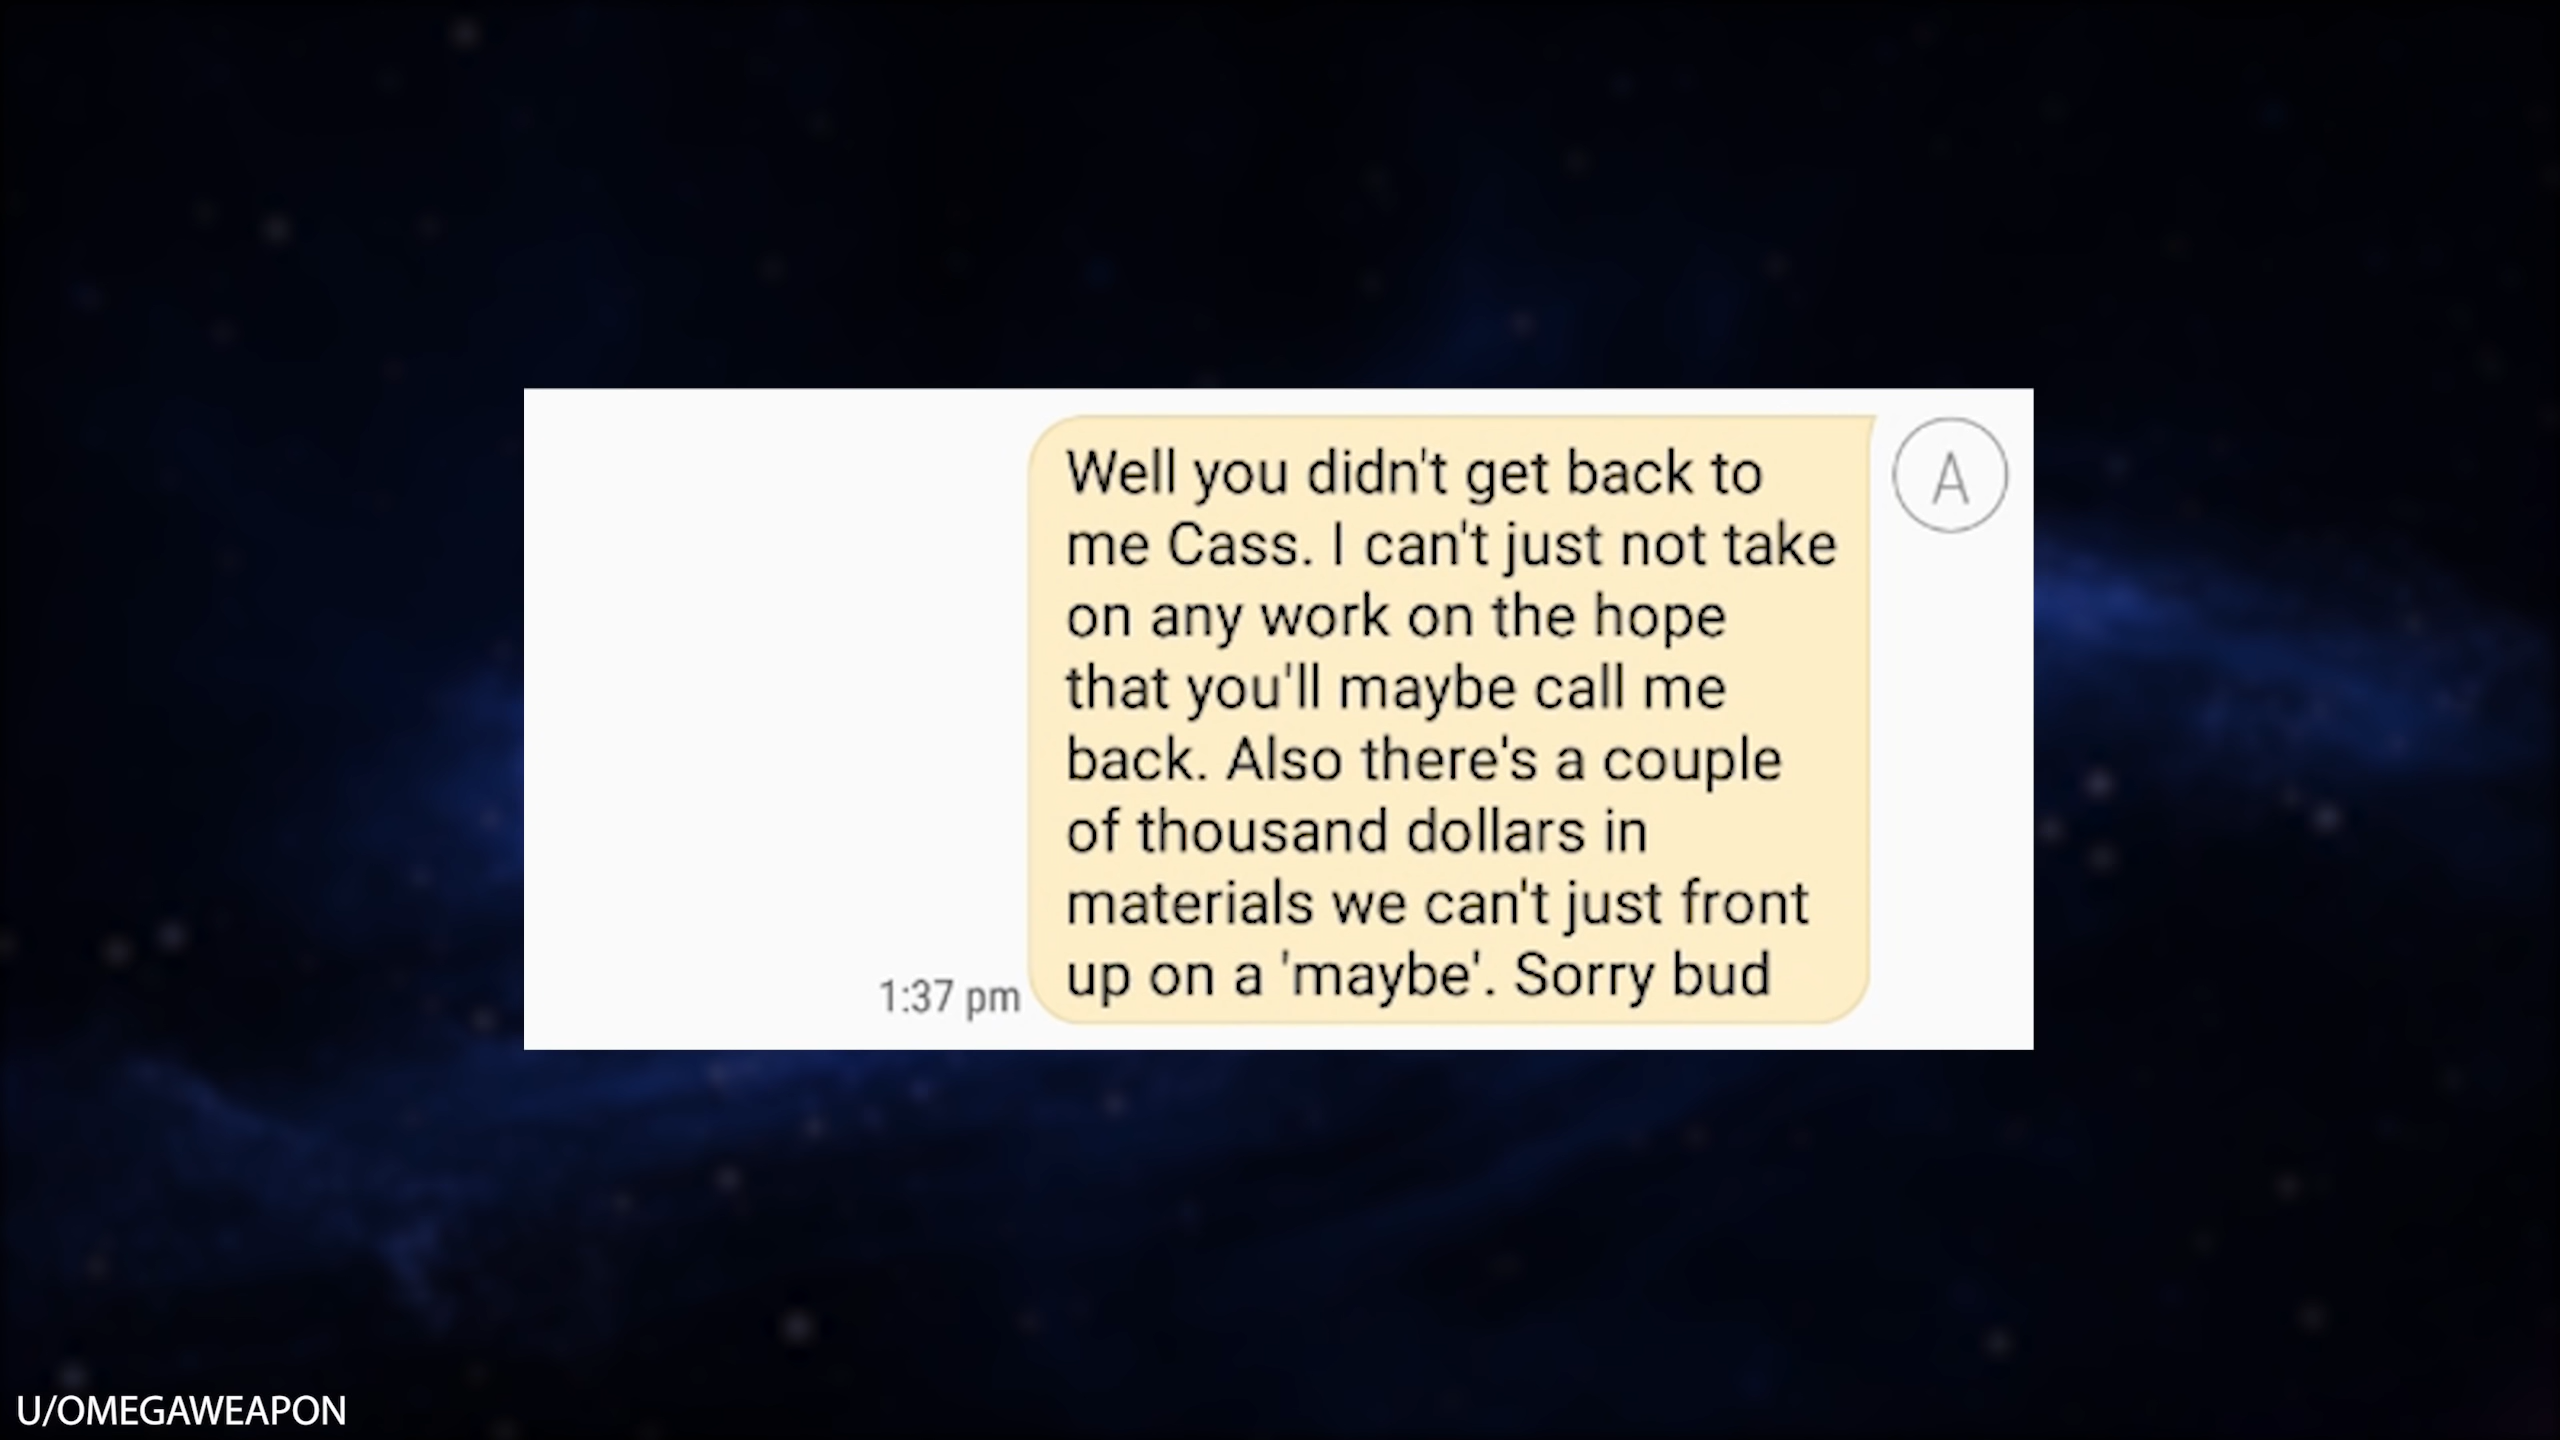 Well you didn't get back to
me Cass. I can't just not take
on any work on the hope
that you'll maybe call me
back. Also there's a couple
of thousand dollars in
materials we can't just front
up on a 'maybe'. Sorry bud
A
1:37 pm
U/OMEGAWEAPON